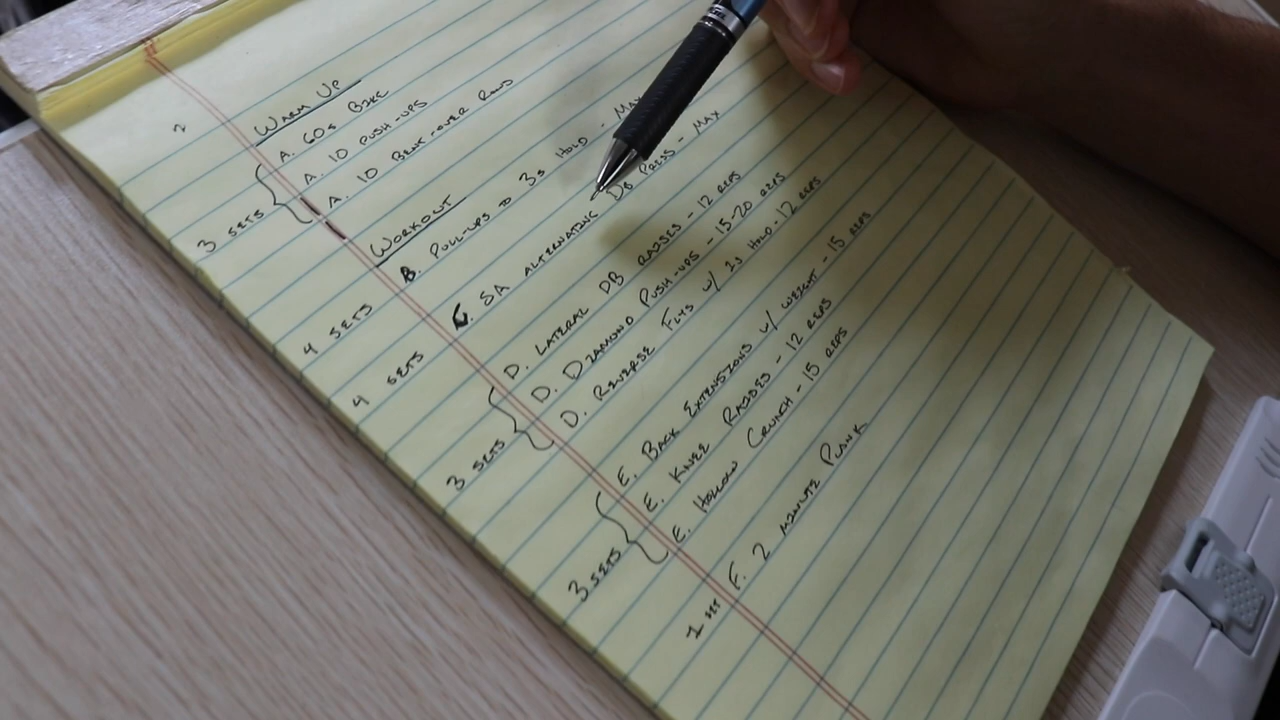 2
WARM UP
A. 60s BIKE
A. 10 PUSH-UPS
3 SETS
A. 10 BENT-OVER ROWS
WORKOUT
4 SETS B. PULL-UPS TO 3s HOLD - MAX
4 SETS C. SA ALTERNATING DB PRESS - MAX
D. LATERAL DB RAISES - 12 REPS
D. DIAMOND PUSH-UPS - 15-20 REPS
3 SETS
D. REVERSE FLYS W/ 1s HOLD - 12 REPS
E. BACK EXTENSIONS W/ WEIGHT - 15 REPS
E. KNEE RAISES - 12 REPS
3 SETS
E. HOLLOW CRUNCH - 15 REPS
1 SET F. 2 MINUTE PLANK